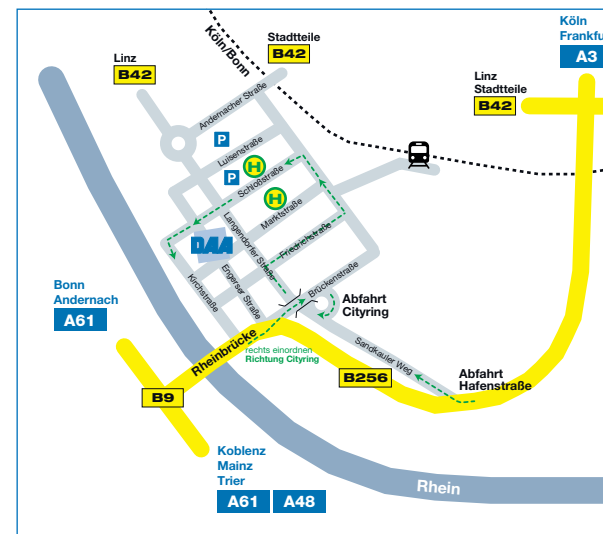 Köln
Frankfu
A3
Stadtteile
B42
Köln/Bonn
Linz
B42
Linz
Stadtteile
B42
Andernacher Straße
P
Luisenstraße
H
P
Schloßstraße
H
Marktstraße
Langendorfer Straße
Friedrichstraße
DAA
Engerser Straße
Kirchstraße
Brückenstraße
Abfahrt
Cityring
Bonn
Andernach
A61
Rheinbrücke
rechts einordnen
Richtung Cityring
Sandkauler Weg
B256
Abfahrt
Hafenstraße
B9
Koblenz
Mainz
Trier
A61 A48
Rhein